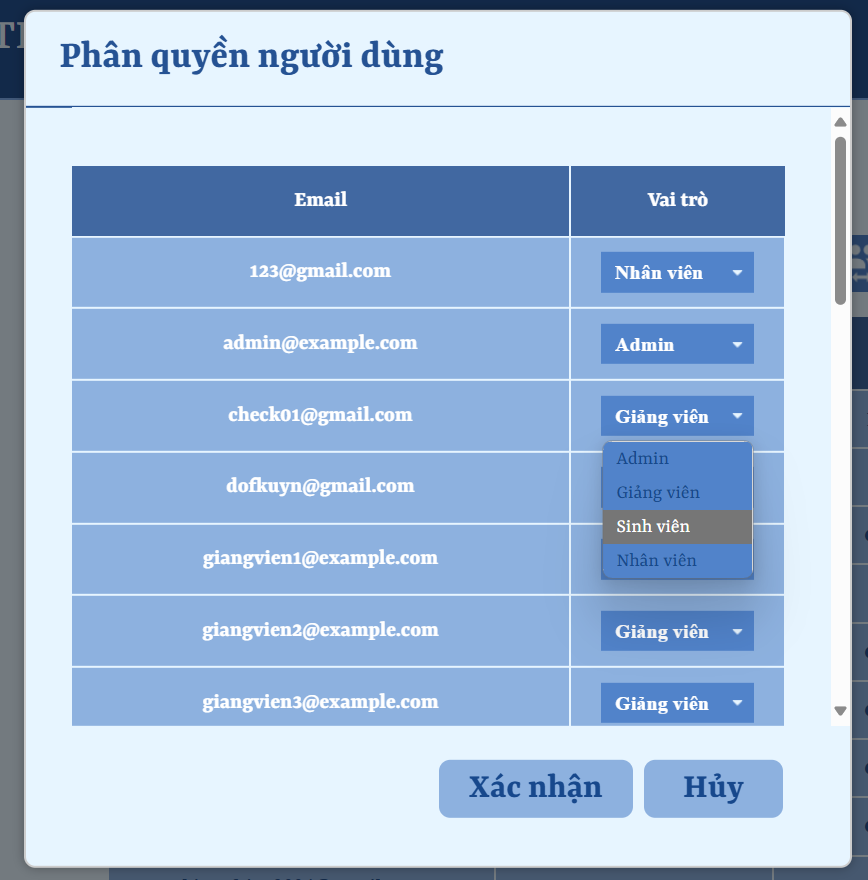 Phân quyền người dùng
Email Vai trò
123@gmail.com Nhân viên
admin@example.com Admin
check01@gmail.com Giảng viên
Admin
dofkuyn@gmail.com
Giảng viên
Sinh viên
giangvien1@example.com
Nhân viên
giangvien2@example.com Giảng viên
giangvien3@example.com Giảng viên
Xác nhận Hủy